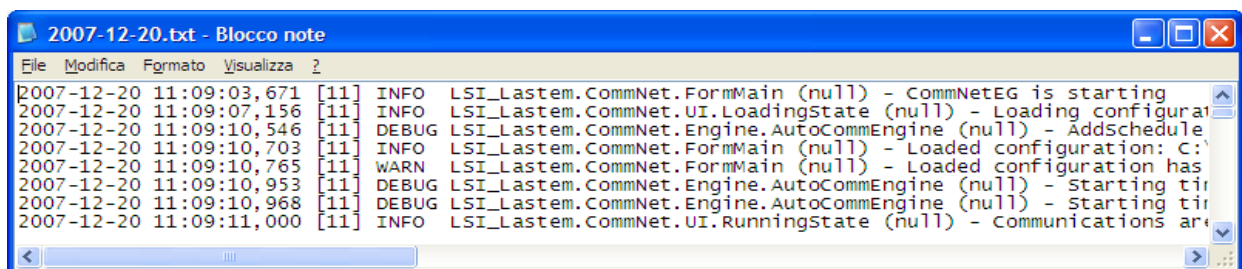 2007-12-20.txt - Blocco note
File Modifica Formato Visualizza ?
2007-12-20 11:09:03,671 [11] INFO LSI_Lastem.CommNet.FormMain (null) - CommNetEG is starting
2007-12-20 11:09:07,156 [11] INFO LSI_Lastem.CommNet.UI.LoadingState (null) - Loading configurat
2007-12-20 11:09:10,546 [11] DEBUG LSI_Lastem.CommNet.Engine.AutoCommEngine (null) - AddSchedule
2007-12-20 11:09:10,703 [11] INFO LSI_Lastem.CommNet.FormMain (null) - Loaded configuration: C:\
2007-12-20 11:09:10,765 [11] WARN LSI_Lastem.CommNet.FormMain (null) - Loaded configuration has
2007-12-20 11:09:10,953 [11] DEBUG LSI_Lastem.CommNet.Engine.AutoCommEngine (null) - Starting
2007-12-20 11:09:10,968 [11] DEBUG LSI_Lastem.CommNet.Engine.AutoCommEngine (null) - Starting
2007-12-20 11:09:11,000 [11] INFO LSI_Lastem.CommNet.UI.RunningState (null) - Communications are